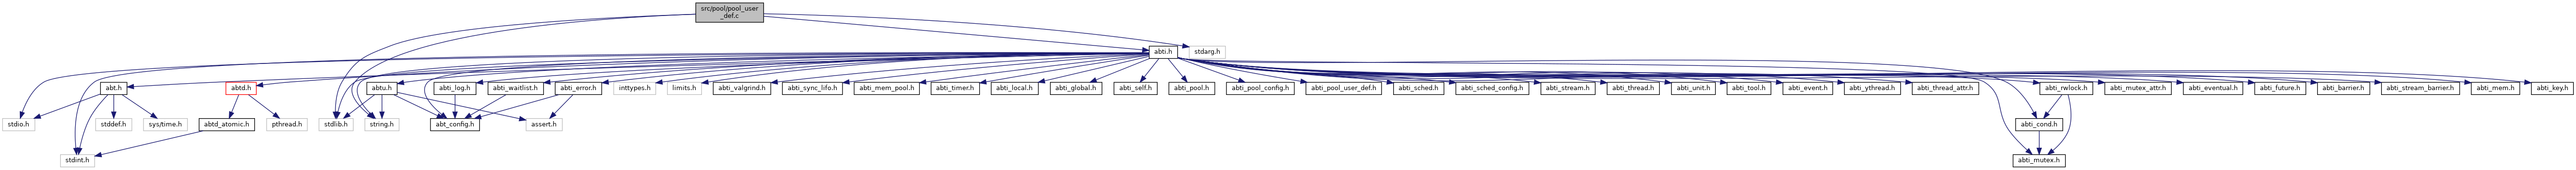 src/pool/pool_user
_def.c
abti.h
stdarg.h
abt.h
abtd.h
abtu.h
abti_log.h
abti_waitlist.h
abti_error.h
inttypes.h
limits.h
abti_valgrind.h
abti_sync_lifo.h
abti_mem_pool.h
abti_timer.h
abti_local.h
abti_global.h
abti_self.h
abti_pool.h
abti_pool_config.h
abti_pool_user_def.h
abti_sched.h
abti_sched_config.h
abti_stream.h
abti_thread.h
abti_unit.h
abti_tool.h
abti_event.h
abti_ythread.h
abti_thread_attr.h
abti_rwlock.h
abti_mutex_attr.h
abti_eventual.h
abti_future.h
abti_barrier.h
abti_stream_barrier.h
abti_mem.h
abti_key.h
stdio.h
stddef.h
sys/time.h
abtd_atomic.h
pthread.h
stdlib.h
string.h
abt_config.h
assert.h
abti_cond.h
stdint.h
abti_mutex.h